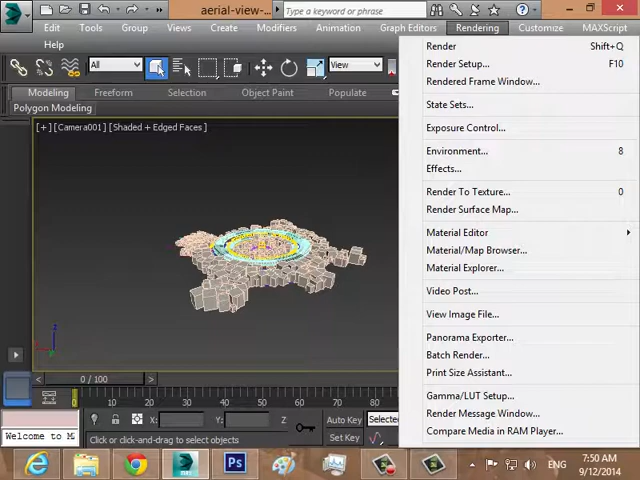 aerial-view-...
Type a keyword or phrase
Edit Tools Group Views Create Modifiers Animation Graph Editors Rendering Customize MAXScript
Help
All
View
Modeling Freeform Selection Object Paint Populate
Polygon Modeling
[+] [Camera001] [Shaded + Edged Faces]
Render Shift+Q
Render Setup... F10
Rendered Frame Window...
State Sets...
Exposure Control...
Environment... 8
Effects...
Render To Texture... 0
Render Surface Map...
Material Editor
Material/Map Browser...
Material Explorer...
Video Post...
View Image File...
Panorama Exporter...
Batch Render...
Print Size Assistant...
Gamma/LUT Setup...
Render Message Window...
Compare Media in RAM Player...
z
0 / 100
0 10 20 30 40 50 60 70 80
X: Y: Z
Auto Key Selected
Set Key
Welcome to M
Click and drag to select objects
MAX
Ps
ENG
7:50 AM
9/12/2014